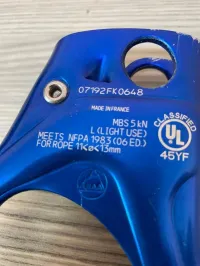 07192FK0648
MADE IN FRANCE
MBS 5 kN
L (LIGHT USE)
MEETS NFPA 1983 (06 ED.)
FOR ROPE 11<ø<13mm
CLASSIFIED
UL
®
45YF
UIAA